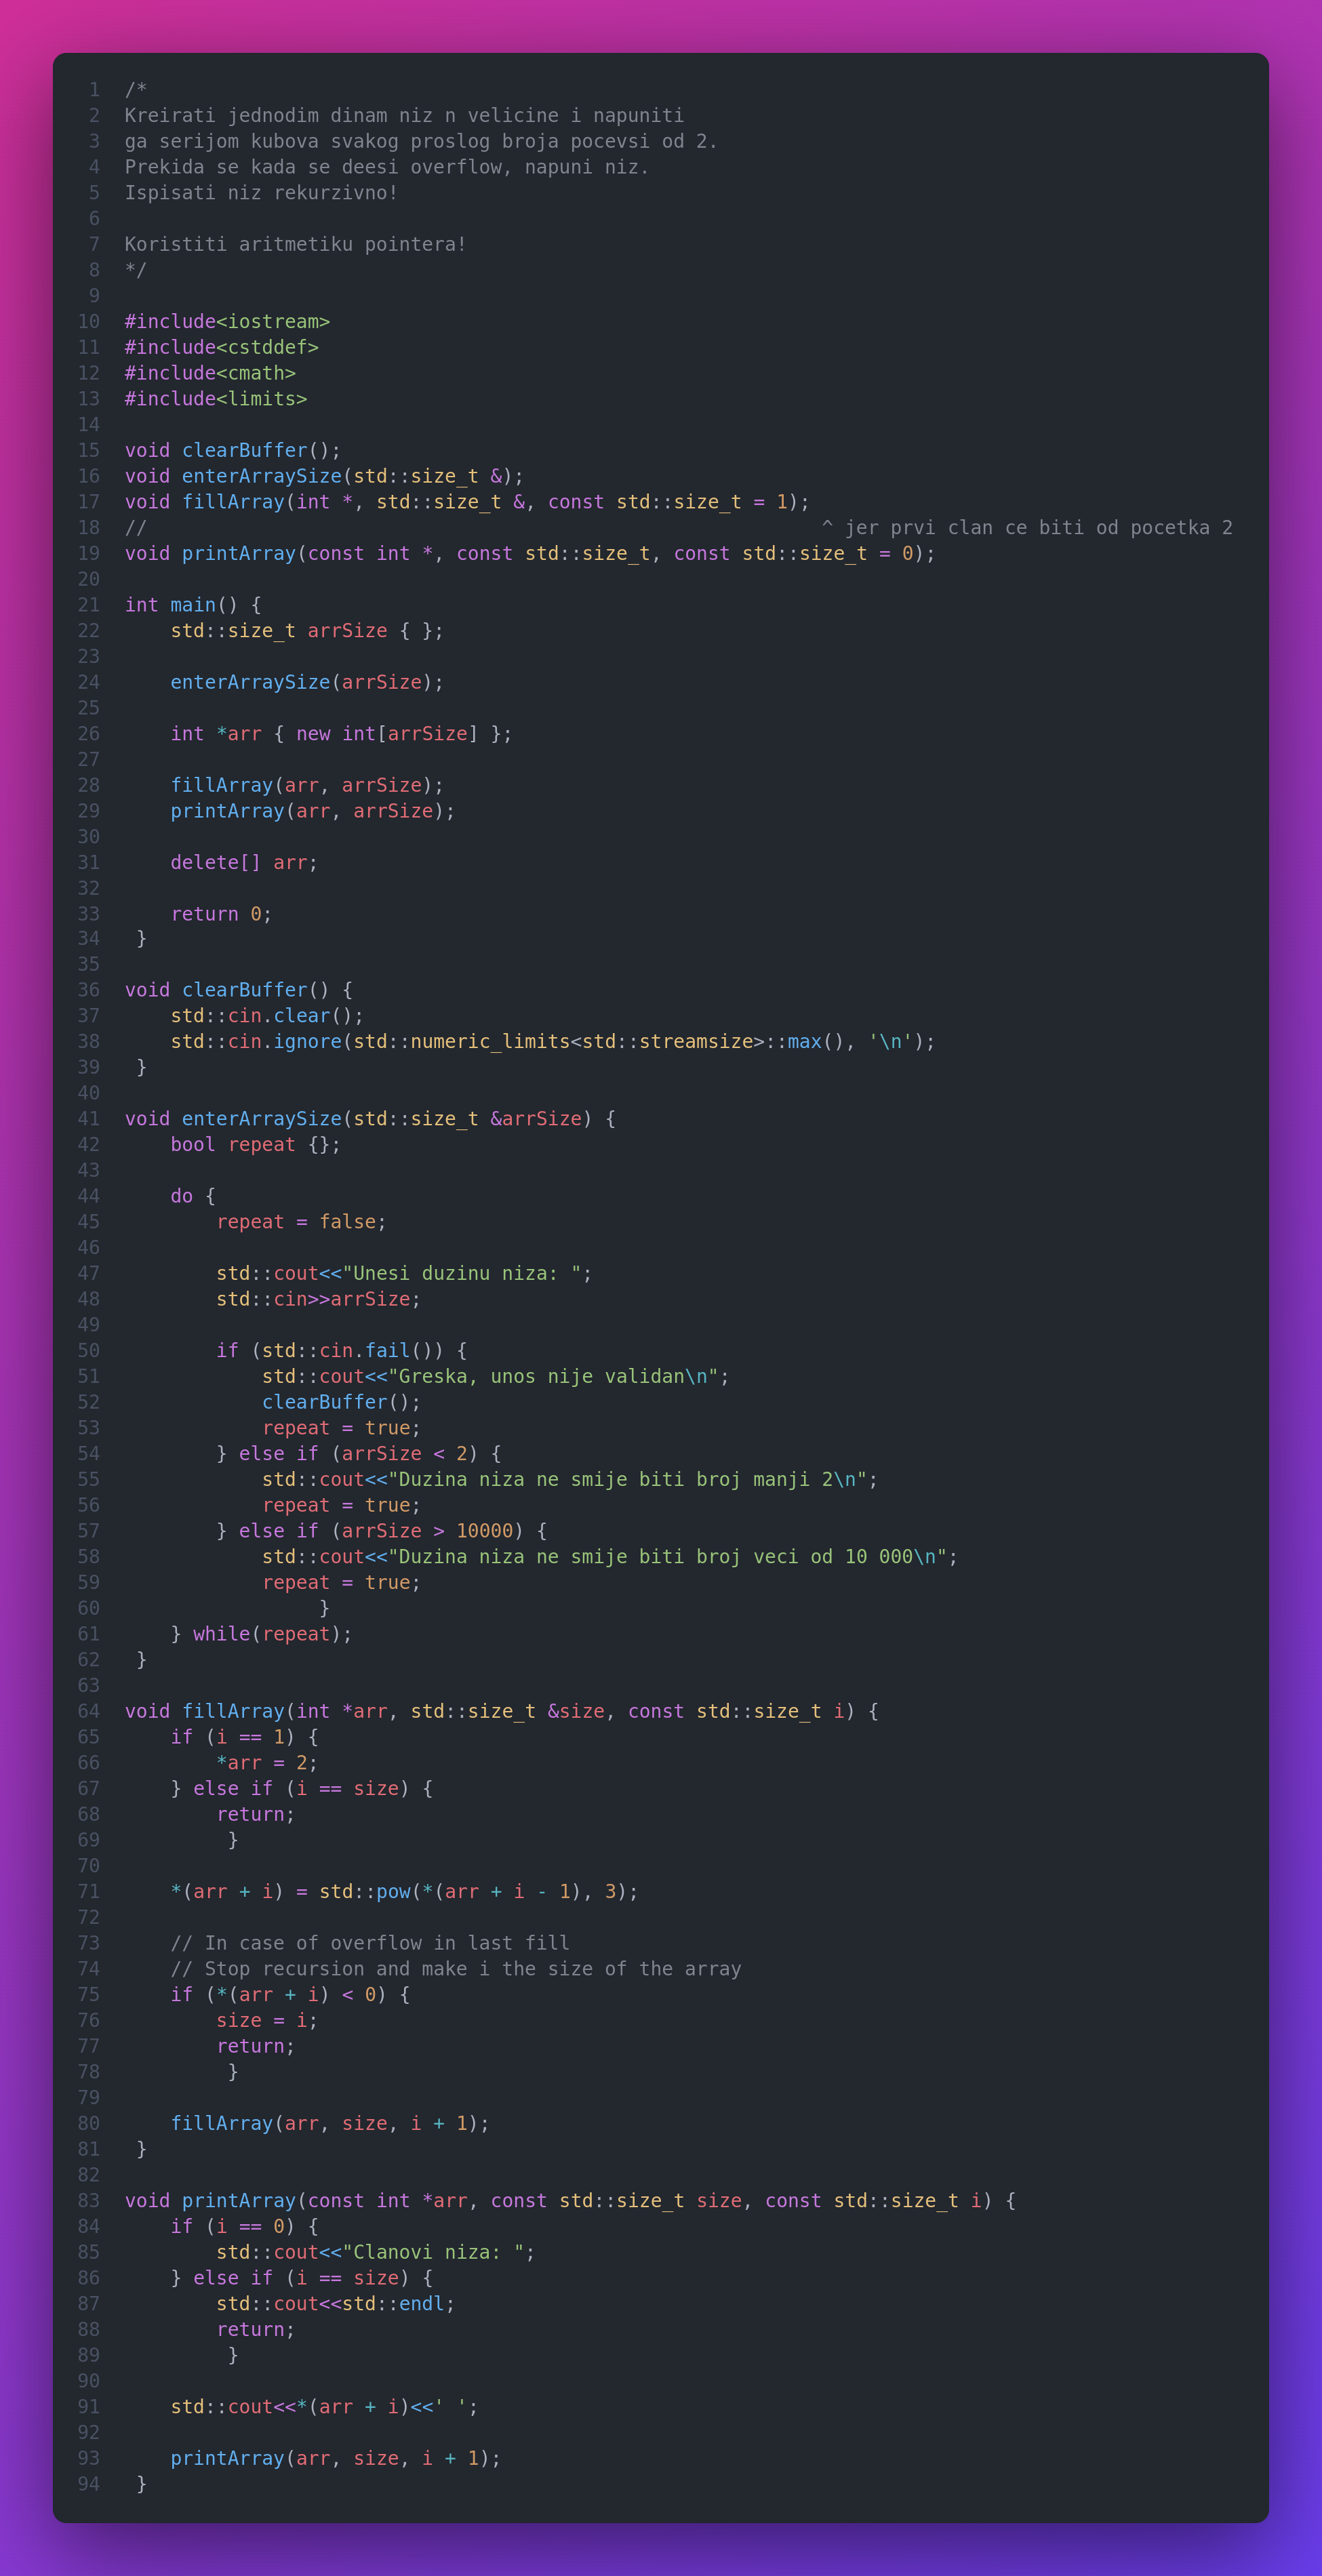 1 /*
2 Kreirati jednodim dinam niz n velicine i napuniti
3 ga serijom kubova svakog proslog broja pocevsi od 2.
4 Prekida se kada se deesi overflow, napuni niz.
5 Ispisati niz rekurzivno!
6
7 Koristiti aritmetiku pointera!
8 */
9
10 #include<iostream>
11 #include<cstddef>
12 #include<cmath>
13 #include<limits>
14
15 void clearBuffer();
16 void enterArraySize(std::size_t &);
17 void fillArray(int *, std::size_t &, const std::size_t = 1);
18 //                                                           ^ jer prvi clan ce biti od pocetka 2
19 void printArray(const int *, const std::size_t, const std::size_t = 0);
20
21 int main() {
22     std::size_t arrSize { };
23
24     enterArraySize(arrSize);
25
26     int *arr { new int[arrSize] };
27
28     fillArray(arr, arrSize);
29     printArray(arr, arrSize);
30
31     delete[] arr;
32
33     return 0;
34  }
35
36 void clearBuffer() {
37     std::cin.clear();
38     std::cin.ignore(std::numeric_limits<std::streamsize>::max(), '\n');
39  }
40
41 void enterArraySize(std::size_t &arrSize) {
42     bool repeat {};
43
44     do {
45         repeat = false;
46
47         std::cout<<"Unesi duzinu niza: ";
48         std::cin>>arrSize;
49
50         if (std::cin.fail()) {
51             std::cout<<"Greska, unos nije validan\n";
52             clearBuffer();
53             repeat = true;
54         } else if (arrSize < 2) {
55             std::cout<<"Duzina niza ne smije biti broj manji 2\n";
56             repeat = true;
57         } else if (arrSize > 10000) {
58             std::cout<<"Duzina niza ne smije biti broj veci od 10 000\n";
59             repeat = true;
60                  }
61     } while(repeat);
62  }
63
64 void fillArray(int *arr, std::size_t &size, const std::size_t i) {
65     if (i == 1) {
66         *arr = 2;
67     } else if (i == size) {
68         return;
69          }
70
71     *(arr + i) = std::pow(*(arr + i - 1), 3);
72
73     // In case of overflow in last fill
74     // Stop recursion and make i the size of the array
75     if (*(arr + i) < 0) {
76         size = i;
77         return;
78          }
79
80     fillArray(arr, size, i + 1);
81  }
82
83 void printArray(const int *arr, const std::size_t size, const std::size_t i) {
84     if (i == 0) {
85         std::cout<<"Clanovi niza: ";
86     } else if (i == size) {
87         std::cout<<std::endl;
88         return;
89          }
90
91     std::cout<<*(arr + i)<<' ';
92
93     printArray(arr, size, i + 1);
94  }